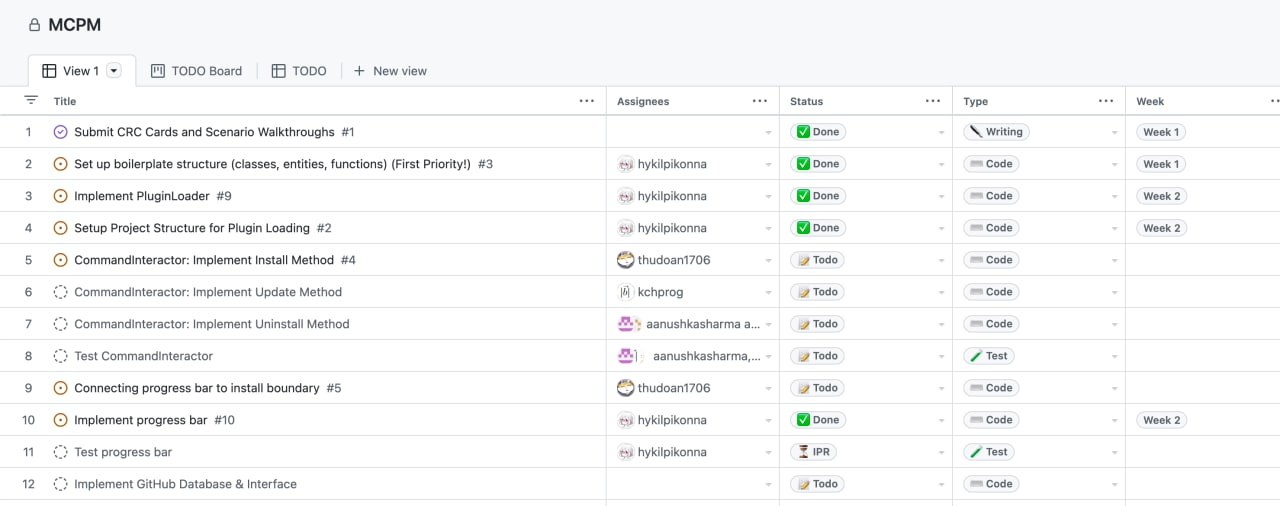 MCPM
View 1 TODO Board TODO + New view
Title Assignees Status Type Week
1 Submit CRC Cards and Scenario Walkthroughs #1 Done Writing Week 1
2 Set up boilerplate structure (classes, entities, functions) (First Priority!) #3 hykilpikonna Done Code Week 1
3 Implement PluginLoader #9 hykilpikonna Done Code Week 2
4 Setup Project Structure for Plugin Loading #2 hykilpikonna Done Code Week 2
5 CommandInteractor: Implement Install Method #4 thudoan1706 Todo Code
6 CommandInteractor: Implement Update Method kchprog Todo Code
7 CommandInteractor: Implement Uninstall Method aanushkasharma a... Todo Code
8 Test CommandInteractor aanushkasharma,... Todo Test
9 Connecting progress bar to install boundary #5 thudoan1706 Todo Code
10 Implement progress bar #10 hykilpikonna Done Code Week 2
11 Test progress bar hykilpikonna IPR Test
12 Implement GitHub Database & Interface Todo Code